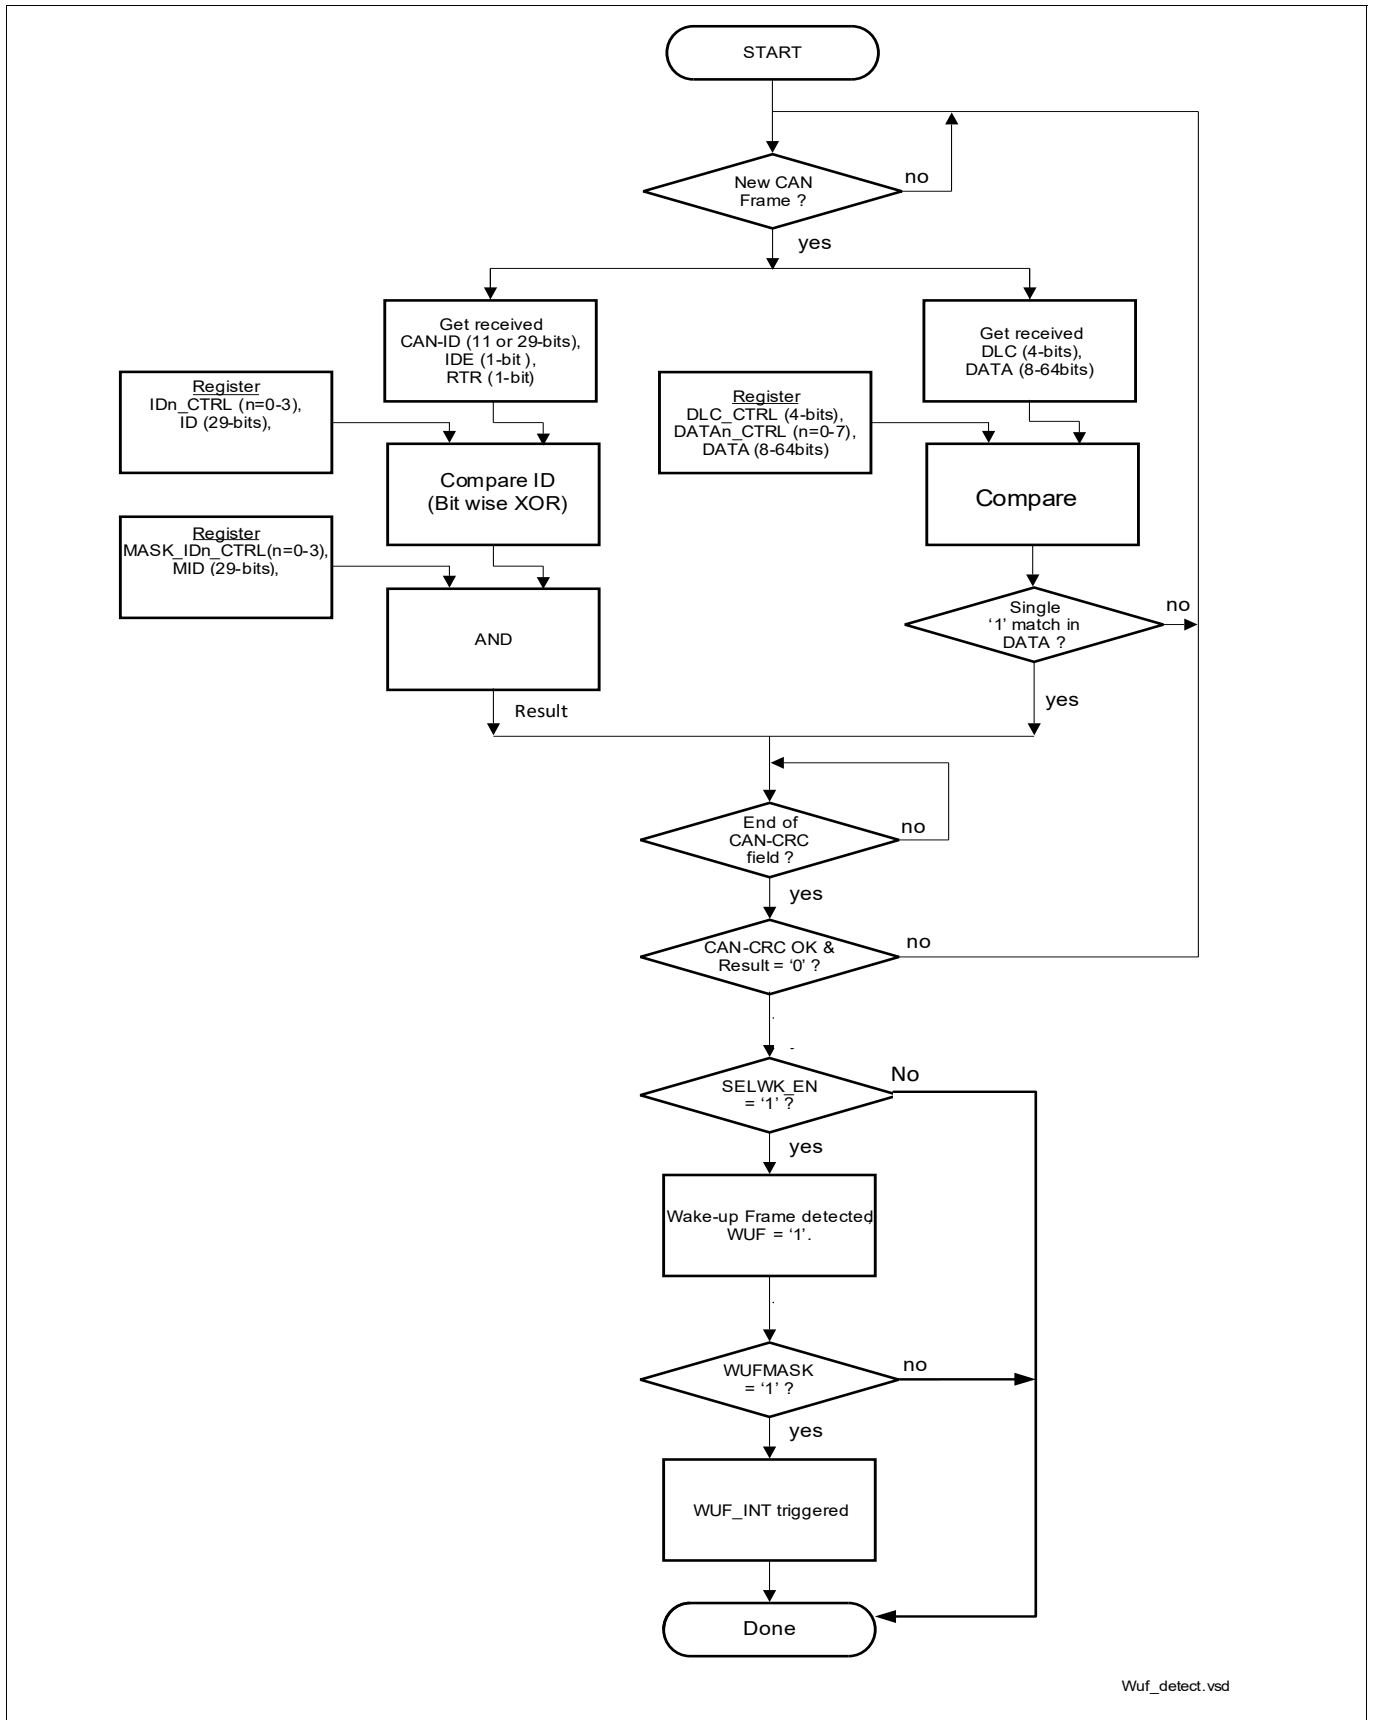 START
New CAN
Frame ?
no
yes
Get received
CAN-ID (11 or 29-bits),
IDE (1-bit ),
RTR (1-bit)
Get received
DLC (4-bits),
DATA (8-64bits)
Register
IDn_CTRL (n=0-3),
ID (29-bits),
Register
DLC_CTRL (4-bits),
DATAn_CTRL (n=0-7),
DATA (8-64bits)
Compare ID
(Bit wise XOR)
Compare
Register
MASK_IDn_CTRL(n=0-3),
MID (29-bits),
AND
Single
‘1’ match in
DATA ?
no
Result
yes
End of
CAN-CRC
field ?
no
yes
CAN-CRC OK &
Result = ‘0’ ?
no
SELWK_EN
= ‘1’ ?
No
yes
Wake-up Frame detected,
WUF = ‘1’.
WUFMASK
= ‘1’ ?
no
yes
WUF_INT triggered
Done
Wuf_detect.vsd